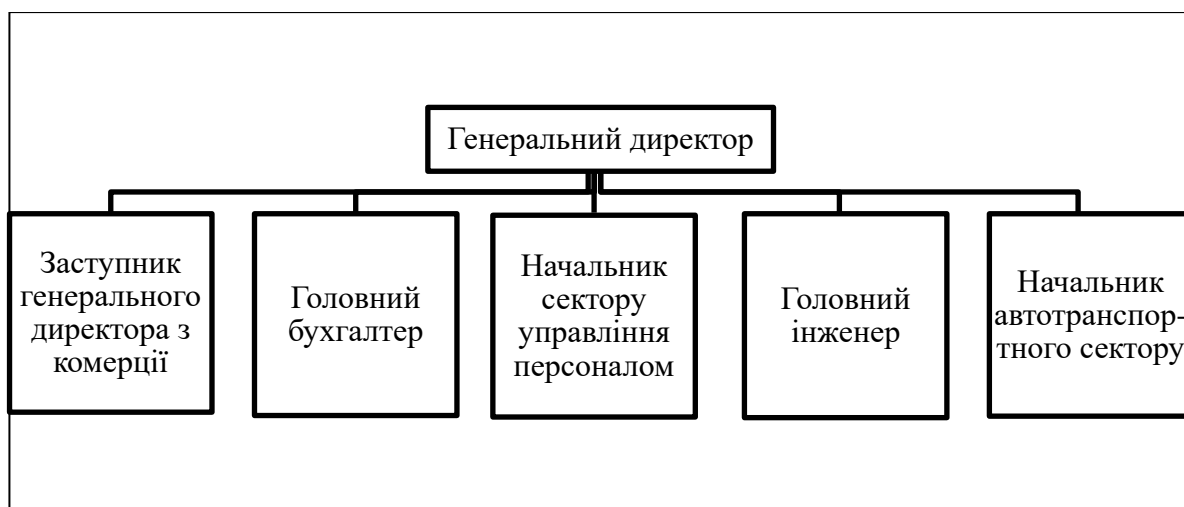 Генеральний директор
Заступник
генерального
директора з
комерції
Головний
бухгалтер
Начальник
сектору
управління
персоналом
Головний
інженер
Начальник
автотранспор-
тного сектору